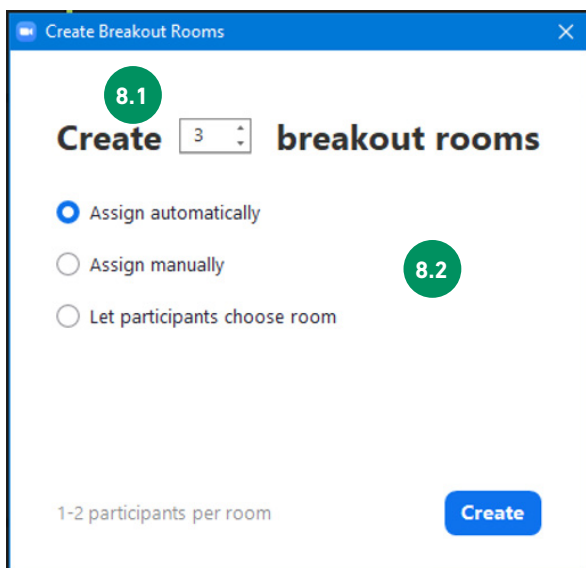 Create Breakout Rooms
8.1
Create 3 breakout rooms
Assign automatically
Assign manually
8.2
Let participants choose room
1-2 participants per room
Create